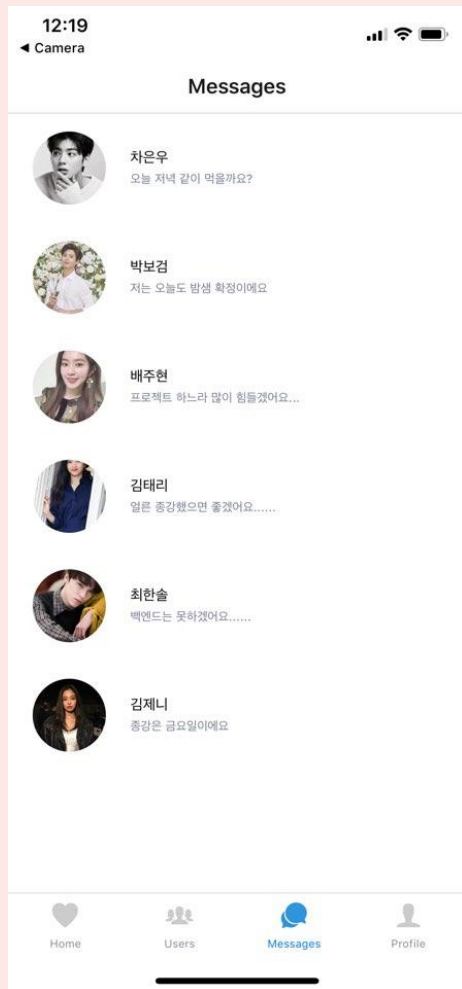 12:19
◀ Camera
Messages
차은우
오늘 저녁 같이 먹을까요?
박보검
저는 오늘도 밤샘 확정이에요
배주현
프로젝트 하느라 많이 힘들겠어요...
김태리
얼른 종강했으면 좋겠어요......
최한솔
백엔드는 못하겠어요......
김제니
종강은 금요일이에요
Home
Users
Messages
Profile